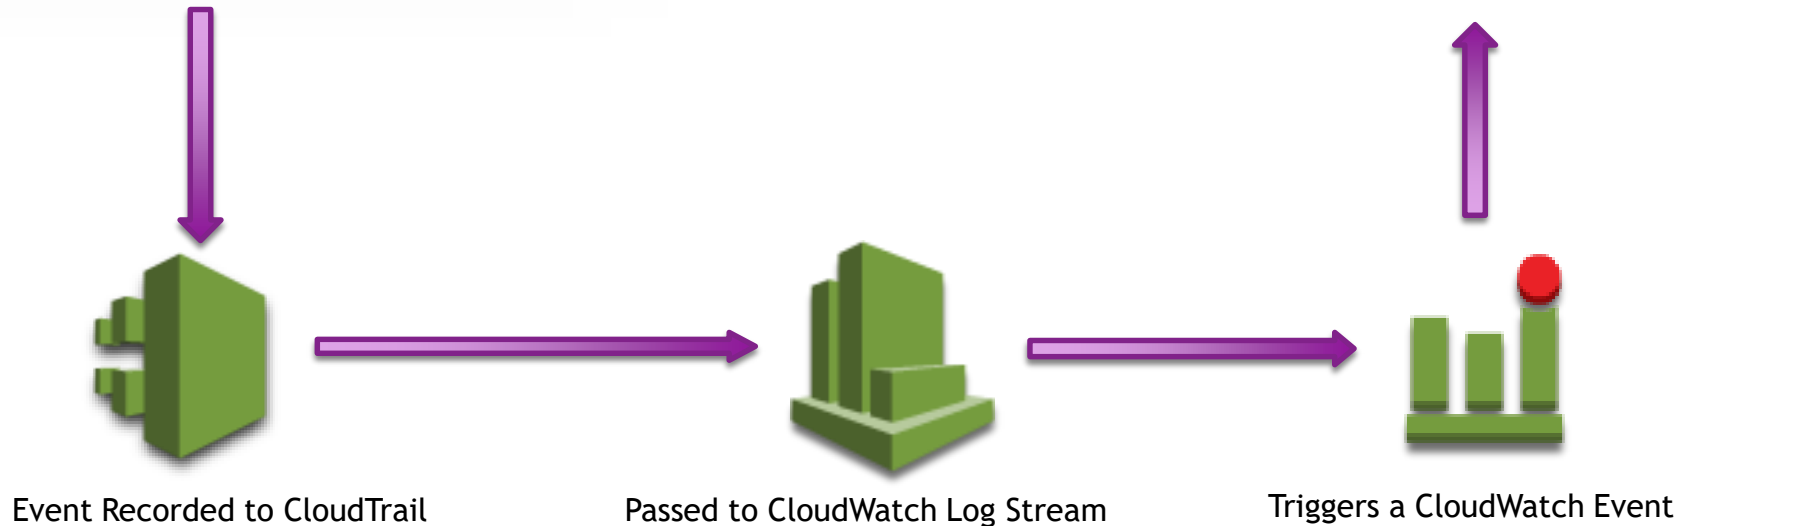 Event Recorded to CloudTrail
Passed to CloudWatch Log Stream
Triggers a CloudWatch Event